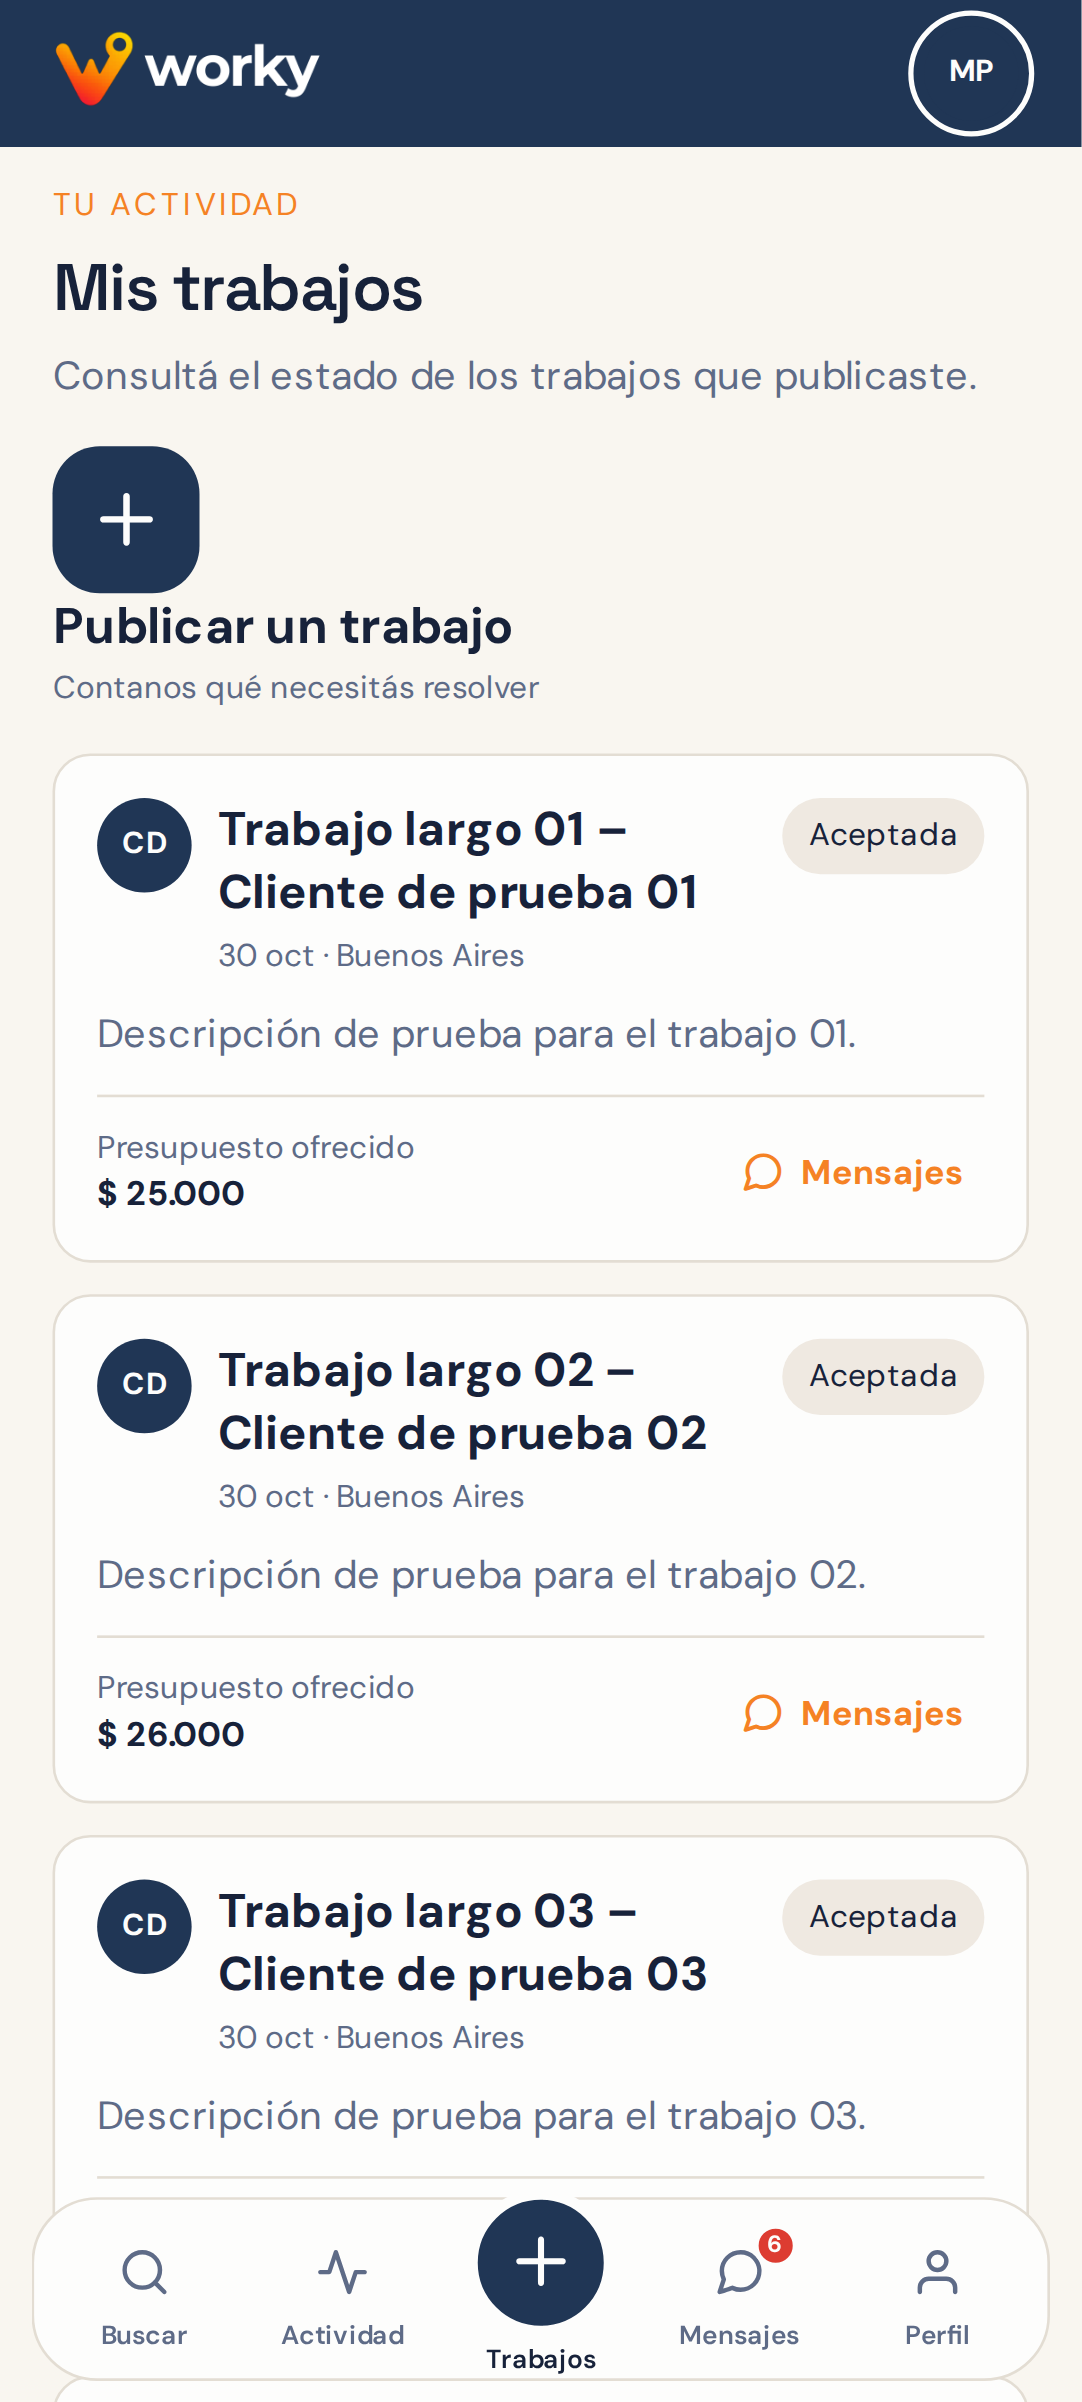 worky
MP
TU ACTIVIDAD
Mis trabajos
Consultá el estado de los trabajos que publicaste.
Publicar un trabajo
Contanos qué necesitás resolver
CD
Trabajo largo 01 –
Cliente de prueba 01
Aceptada
30 oct · Buenos Aires
Descripción de prueba para el trabajo 01.
Presupuesto ofrecido
$ 25.000
Mensajes
CD
Trabajo largo 02 –
Cliente de prueba 02
Aceptada
30 oct · Buenos Aires
Descripción de prueba para el trabajo 02.
Presupuesto ofrecido
$ 26.000
Mensajes
CD
Trabajo largo 03 –
Cliente de prueba 03
Aceptada
30 oct · Buenos Aires
Descripción de prueba para el trabajo 03.
Buscar
Actividad
Trabajos
6
Mensajes
Perfil